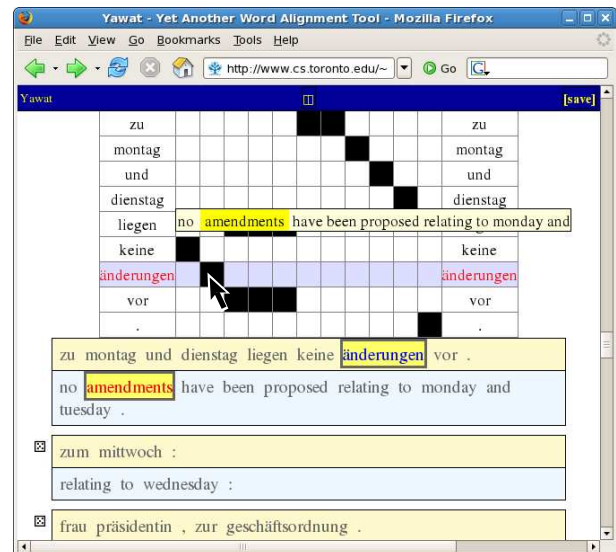 Yawat - Yet Another Word Alignment Tool - Mozilla Firefox
File Edit View Go Bookmarks Tools Help
http://www.cs.toronto.edu/~ Go G
Yawat [save]
zu zu
montag montag
und und
dienstag dienstag
liegen no amendments have been proposed relating to monday and
keine keine
änderungen änderungen
vor vor
. .
zu montag und dienstag liegen keine änderungen vor .
no amendments have been proposed relating to monday and
tuesday .
zum mittwoch :
relating to wednesday :
frau präsidentin , zur geschäftsordnung .